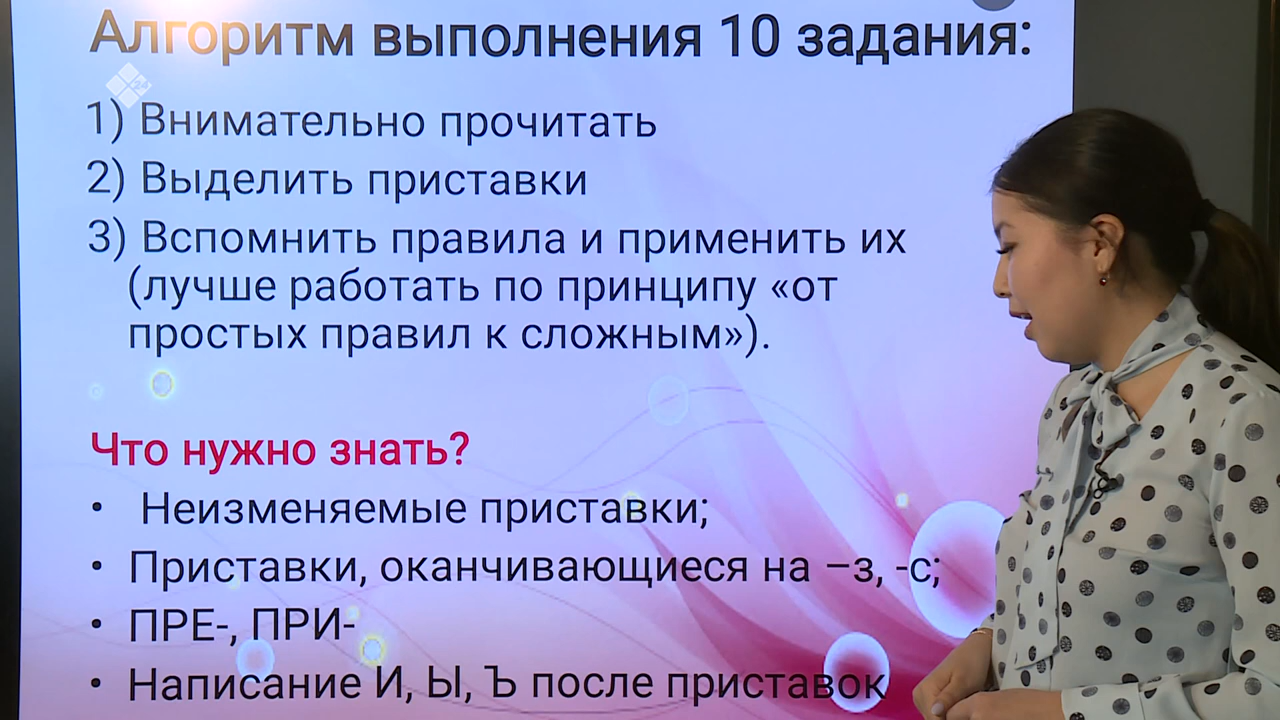 Алгоритм выполнения 10 задания:
24
1) Внимательно прочитать
2) Выделить приставки
3) Вспомнить правила и применить их
(лучше работать по принципу «от
простых правил к сложным»).
Что нужно знать?
• Неизменяемые приставки;
• Приставки, оканчивающиеся на –з, -с;
• ПРЕ-, ПРИ-
• Написание И, Ы, Ъ после приставок